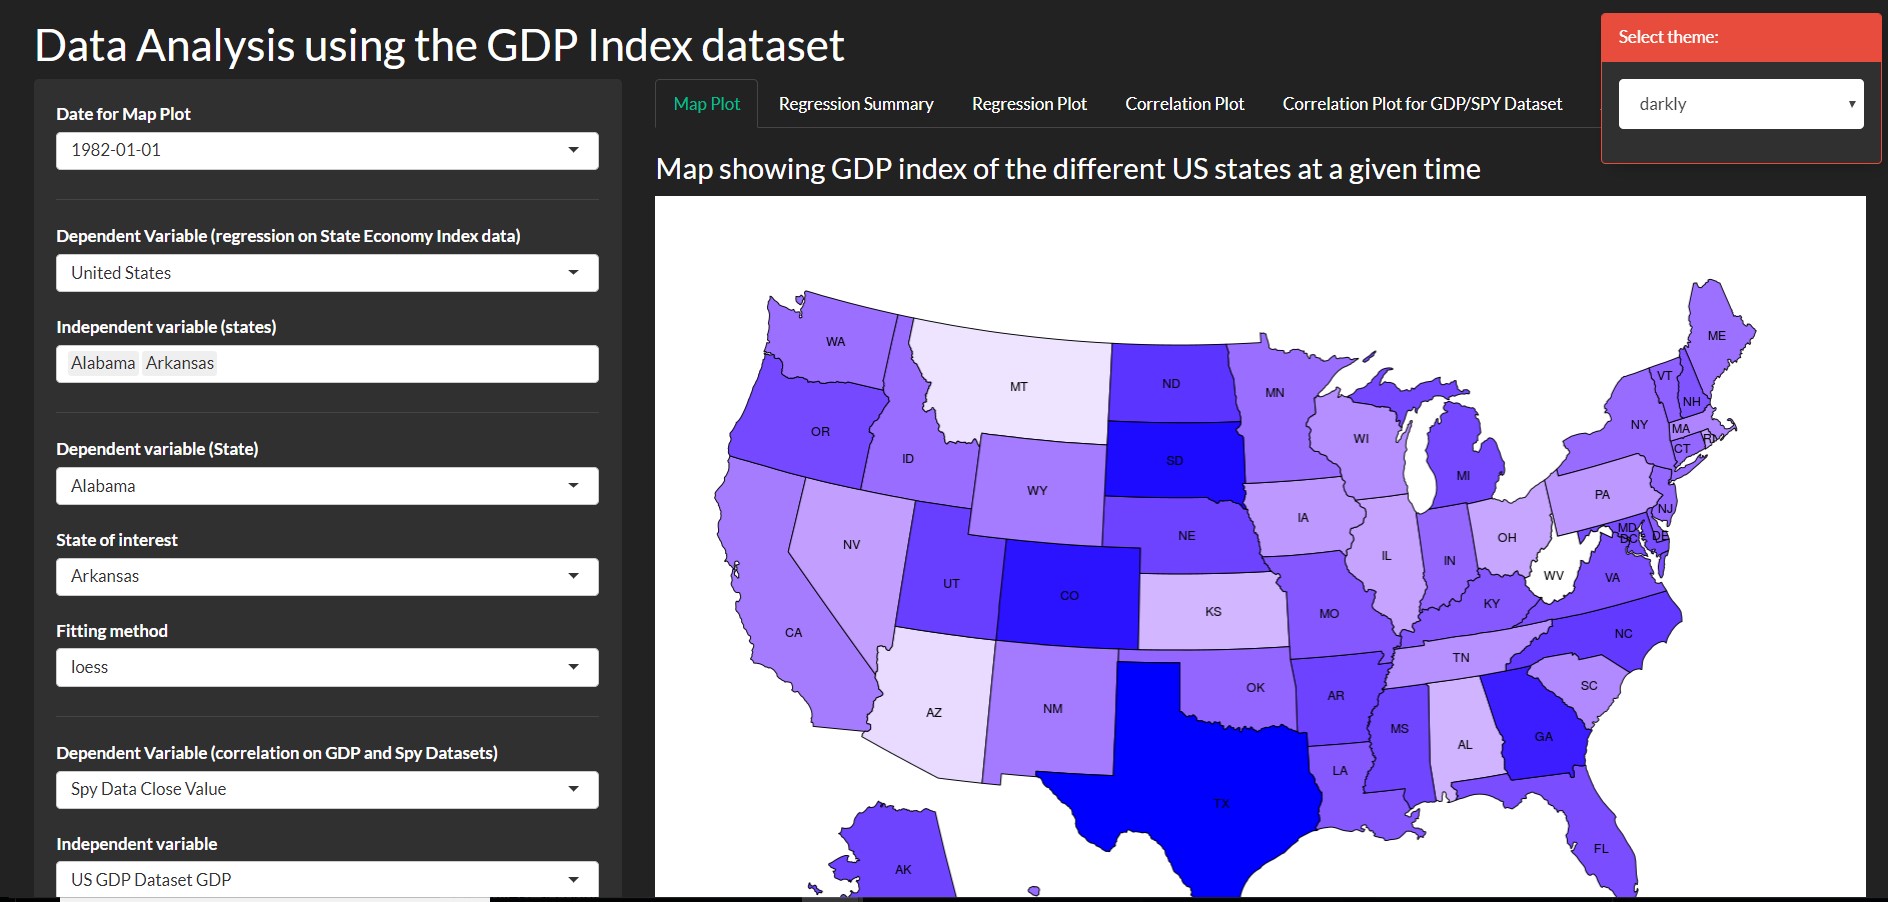 Data Analysis using the GDP Index dataset
Select theme:
darkly
Date for Map Plot
1982-01-01
Dependent Variable (regression on State Economy Index data)
United States
Independent variable (states)
Alabama Arkansas
Dependent variable (State)
Alabama
State of interest
Arkansas
Fitting method
loess
Dependent Variable (correlation on GDP and Spy Datasets)
Spy Data Close Value
Independent variable
US GDP Dataset GDP
Map Plot Regression Summary Regression Plot Correlation Plot Correlation Plot for GDP/SPY Dataset
Map showing GDP index of the different US states at a given time
WA
ME
VT
MT
ND
MN
NH
OR
WI
NY
MA
CT
ID
SD
MI
WY
PA
NJ
IA
NE
MD
DC
DE
OH
NV
IL
IN
UT
WV
VA
CO
KY
KS
MO
CA
NC
TN
SC
OK
AR
AZ
NM
MS
AL
GA
LA
TX
FL
AK